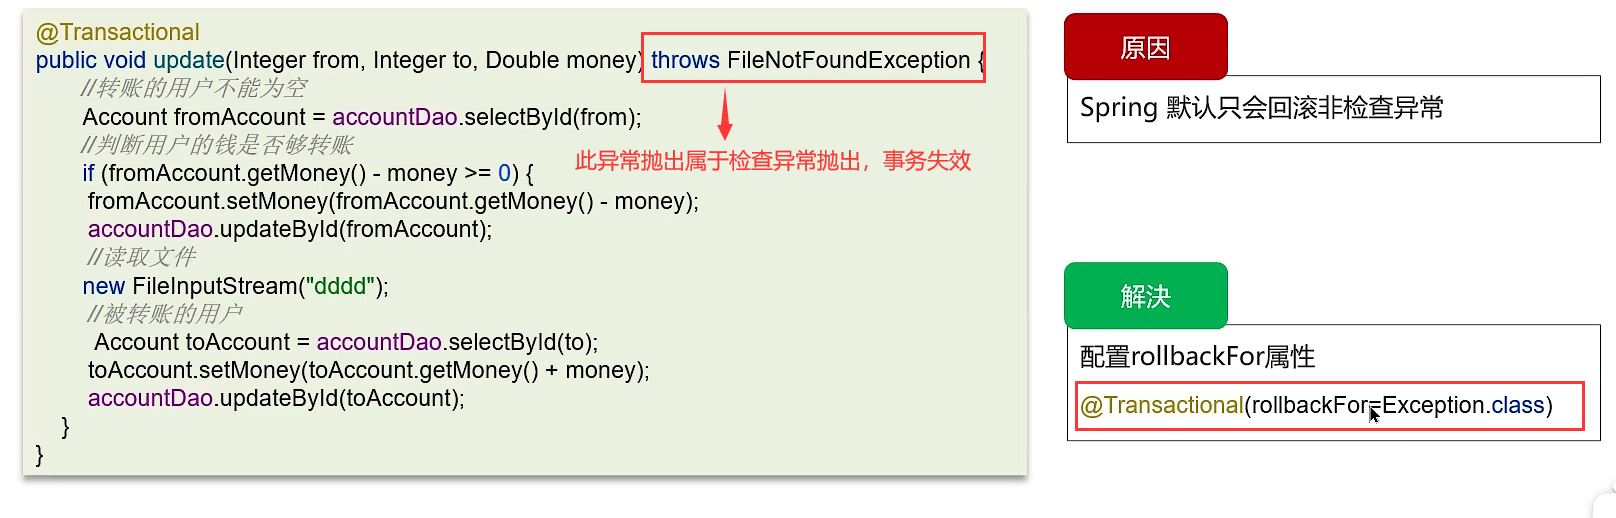 @Transactional
public void update(Integer from, Integer to, Double money) throws FileNotFoundException {
//转账的用户不能为空
Account fromAccount = accountDao.selectById(from);
//判断用户的钱是否够转账
if (fromAccount.getMoney() - money >= 0) {
fromAccount.setMoney(fromAccount.getMoney() - money);
accountDao.updateById(fromAccount);
//读取文件
new FileInputStream("dddd");
//被转账的用户
Account toAccount = accountDao.selectById(to);
toAccount.setMoney(toAccount.getMoney() + money);
accountDao.updateById(toAccount);
}
}
此异常抛出属于检查异常抛出，事务失效
原因
Spring 默认只会回滚非检查异常
解決
配置rollbackFor属性
@Transactional(rollbackFor=Exception.class)